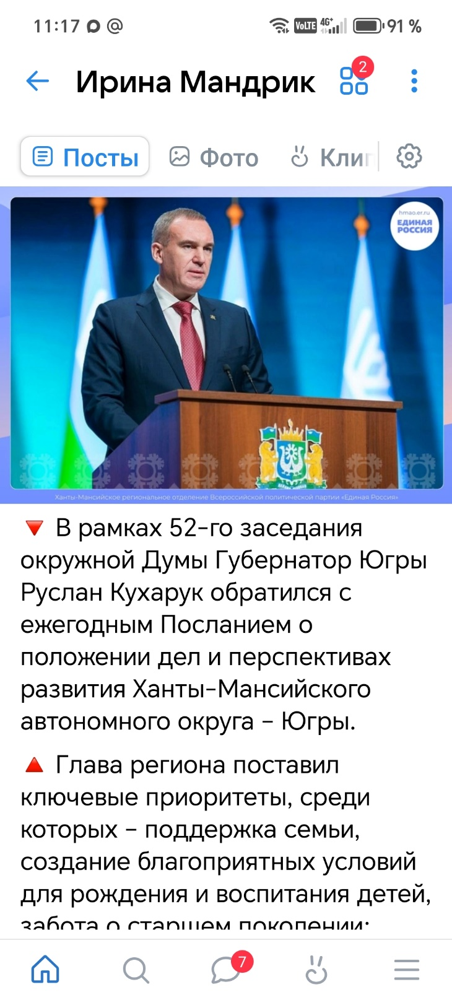 11:17 @ VoLTE 4G+ 91 %
Ирина Мандрик 2
Посты Фото Кли
hmao.er.ru
ЕДИНАЯ
РОССИЯ
Ханты-Мансийское региональное отделение Всероссийской политической партии «Единая Россия»
🔻 В рамках 52-го заседания
окружной Думы Губернатор Югры
Руслан Кухарук обратился с
ежегодным Посланием о
положении дел и перспективах
развития Ханты-Мансийского
автономного округа – Югры.
🔺 Глава региона поставил
ключевые приоритеты, среди
которых – поддержка семьи,
создание благоприятных условий
для рождения и воспитания детей,
забота о старшем поколении;
7